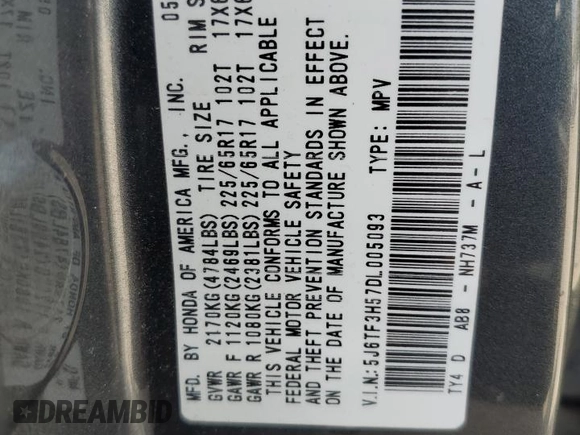 MFD. BY HONDA OF AMERICA MFG., INC. 05
GVWR 2170KG(4784LBS) TIRE SIZE RIM S
GAWR F 1120KG(2469LBS) 225/65R17 102T 17X6
GAWR R 1080KG(2381LBS) 225/65R17 102T 17X6
THIS VEHICLE CONFORMS TO ALL APPLICABLE
FEDERAL MOTOR VEHICLE SAFETY
AND THEFT PREVENTION STANDARDS IN EFFECT
ON THE DATE OF MANUFACTURE SHOWN ABOVE.
V.I.N.: 5J6TF3H57DL005093 TYPE: MPV
TY4 D AB8 - NH737M - A - L
DREAMBID